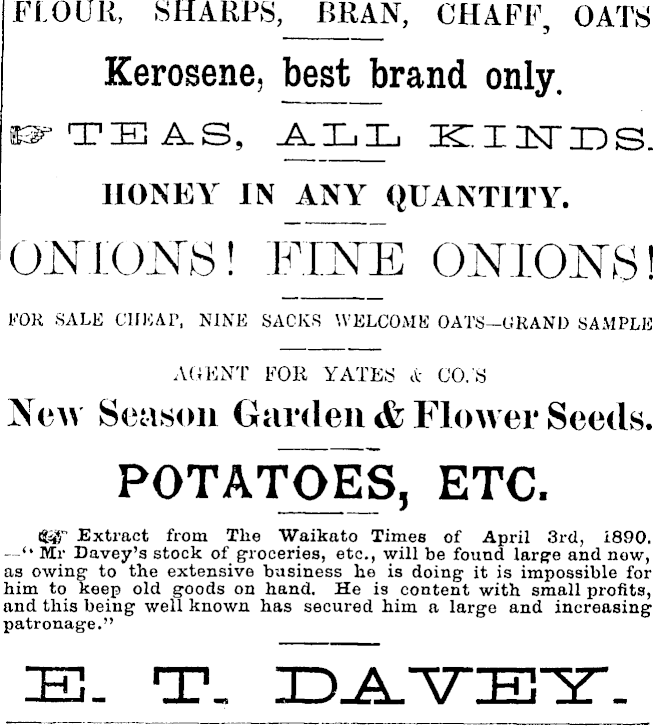 FLOUR, SHARPS, BRAN, CHAFF, OATS
Kerosene, best brand only.
☞ TEAS, ALL KINDS.
HONEY IN ANY QUANTITY.
ONIONS! FINE ONIONS!
FOR SALE CHEAP, NINE SACKS WELCOME OATS—GRAND SAMPLE
AGENT FOR YATES & CO.'S
New Season Garden & Flower Seeds.
POTATOES, ETC.
☞ Extract from The Waikato Times of April 3rd, 1890.
—"Mr Davey's stock of groceries, etc., will be found large and new,
as owing to the extensive business he is doing it is impossible for
him to keep old goods on hand. He is content with small profits,
and this being well known has secured him a large and increasing
patronage."
E. T. DAVEY.